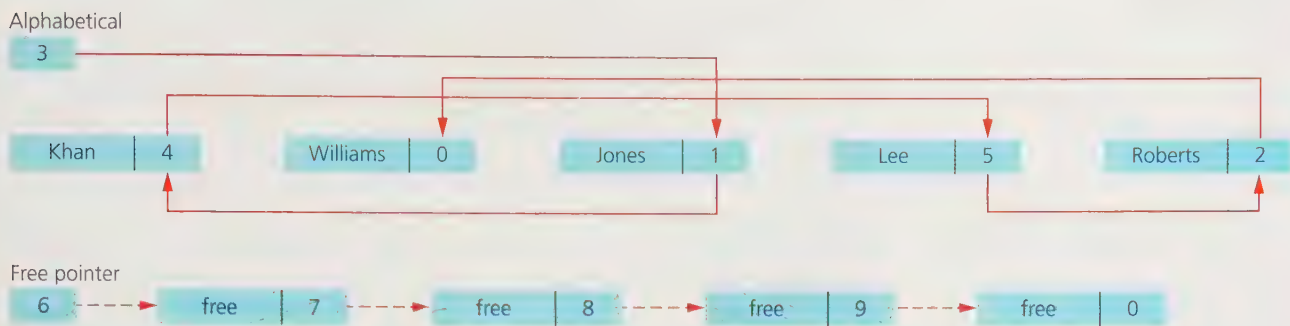 Alphabetical
3
Khan 4 Williams 0 Jones 1 Lee 5 Roberts 2
Free pointer
6 free 7 free 8 free 9 free 0